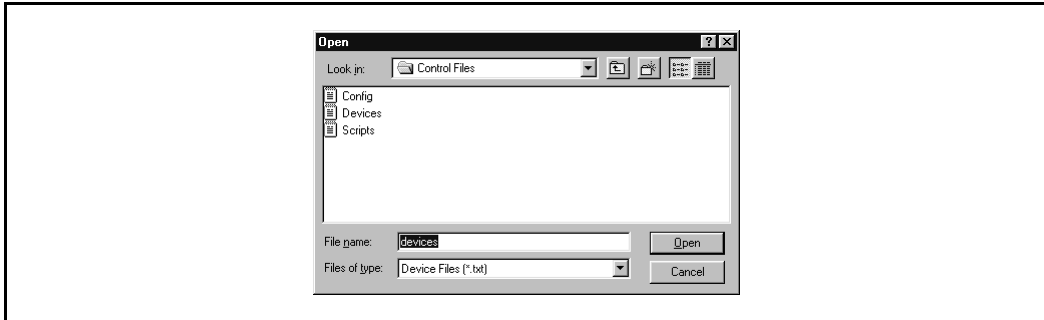 Open
Look in: Control Files
Config
Devices
Scripts
File name: devices Open
Files of type: Device Files (*.txt) Cancel